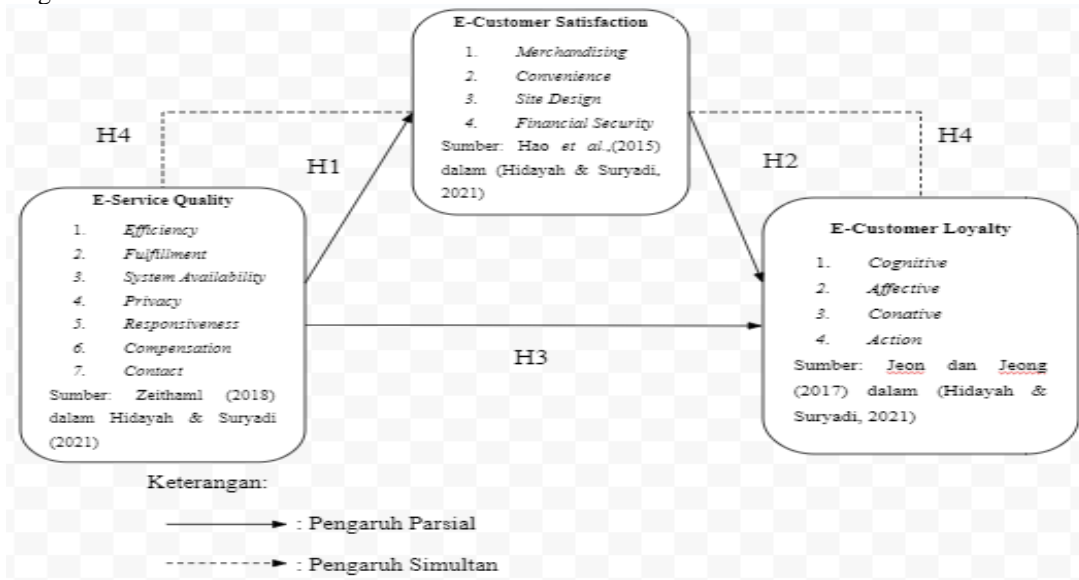 E-Customer Satisfaction
1. Merchandising
2. Convenience
3. Site Design
4. Financial Security
Sumber: Hao et al.,(2015)
dalam (Hidayah & Suryadi,
2021)
H4
H1
H2
H4
E-Service Quality
1. Efficiency
2. Fulfillment
3. System Availability
4. Privacy
5. Responsiveness
6. Compensation
7. Contact
Sumber: Zeithaml (2018)
dalam Hidayah & Suryadi
(2021)
H3
E-Customer Loyalty
1. Cognitive
2. Affective
3. Conative
4. Action
Sumber: Jeon dan Jeong
(2017) dalam (Hidayah &
Suryadi, 2021)
Keterangan:
: Pengaruh Parsial
: Pengaruh Simultan